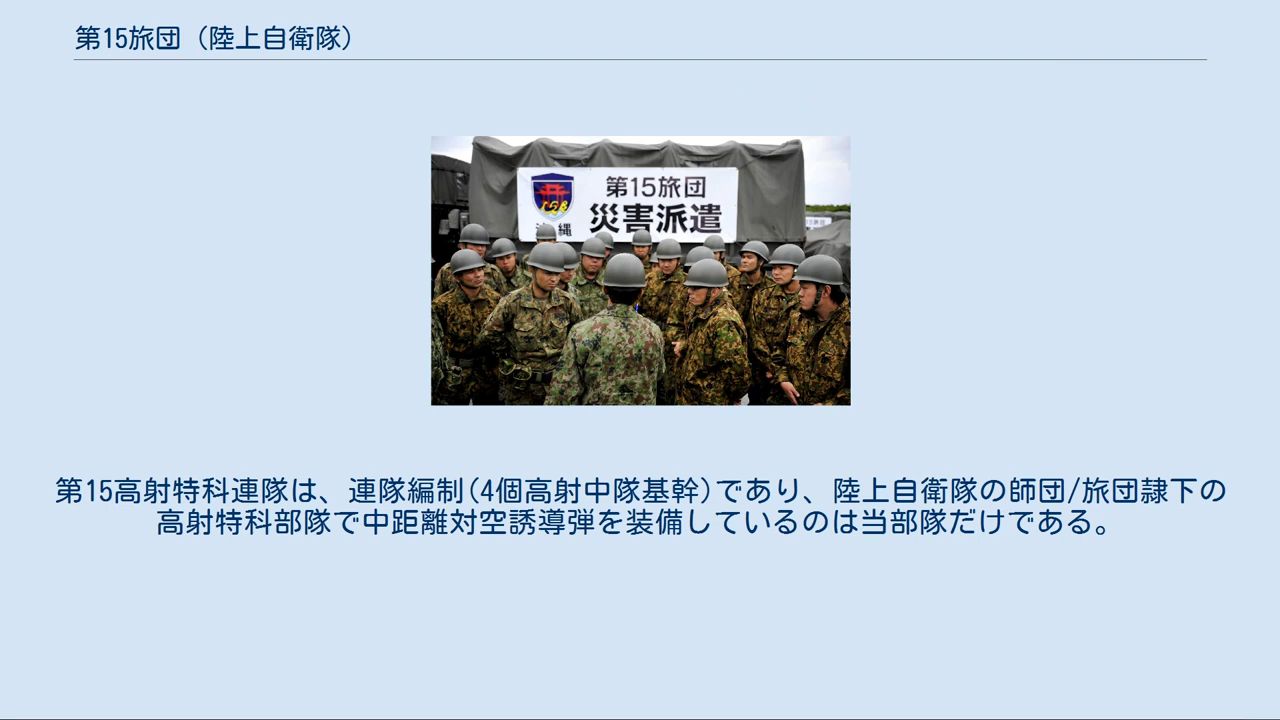 第15旅団（陸上自衛隊）
第15旅団
災害派遣
縄
第15高射特科連隊は、連隊編制(4個高射中隊基幹)であり、陸上自衛隊の師団/旅団隷下の
高射特科部隊で中距離対空誘導弾を装備しているのは当部隊だけである。